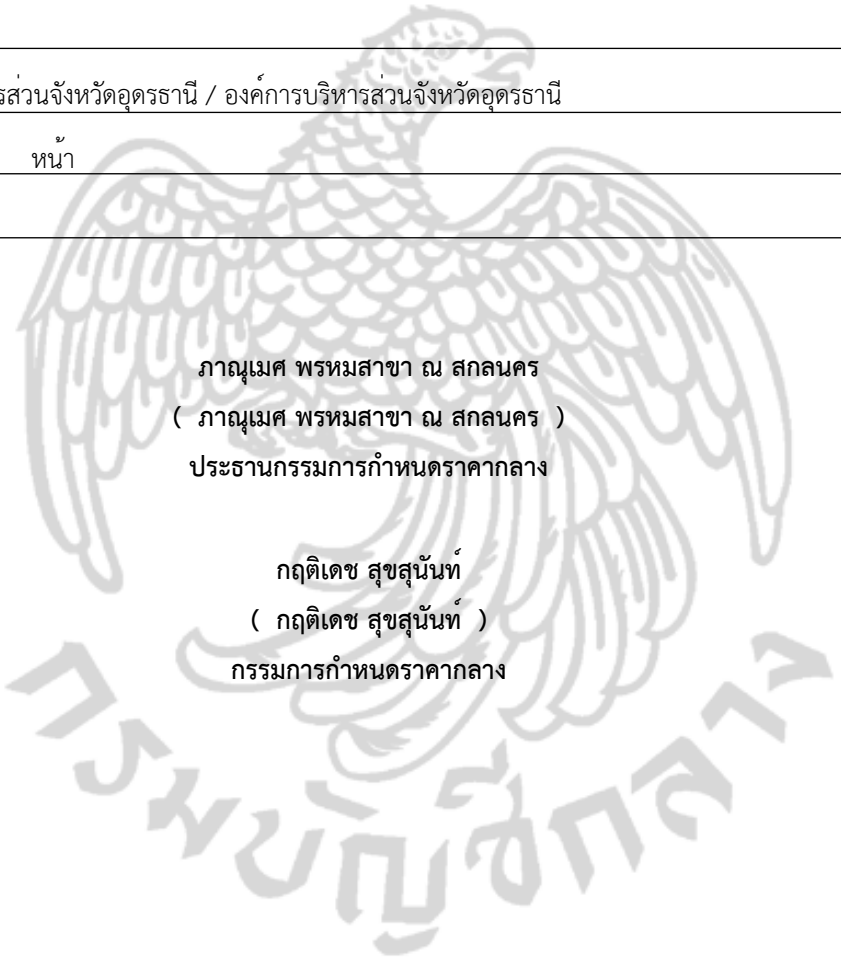 รส่วนจังหวัดอุดรธานี / องค์การบริหารส่วนจังหวัดอุดรธานี
หน้า
ภาณุเมศ พรหมสาขา ณ สกลนคร
( ภาณุเมศ พรหมสาขา ณ สกลนคร )
ประธานกรรมการกำหนดราคากลาง
กฤติเดช สุขสุนันท์
( กฤติเดช สุขสุนันท์ )
กรรมการกำหนดราคากลาง
กรมบัญชีกลาง